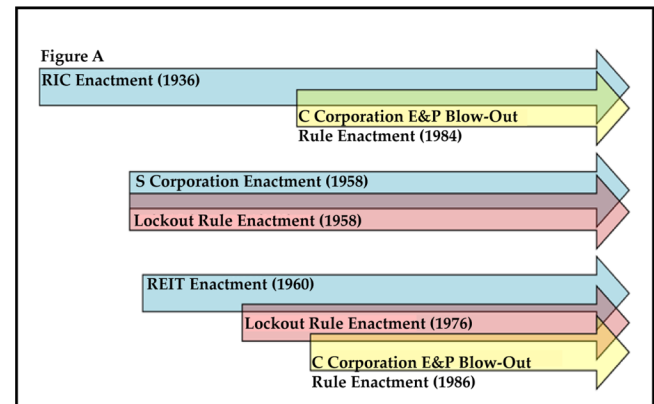 Figure A
RIC Enactment (1936)
C Corporation E&P Blow-Out
Rule Enactment (1984)
S Corporation Enactment (1958)
Lockout Rule Enactment (1958)
REIT Enactment (1960)
Lockout Rule Enactment (1976)
C Corporation E&P Blow-Out
Rule Enactment (1986)